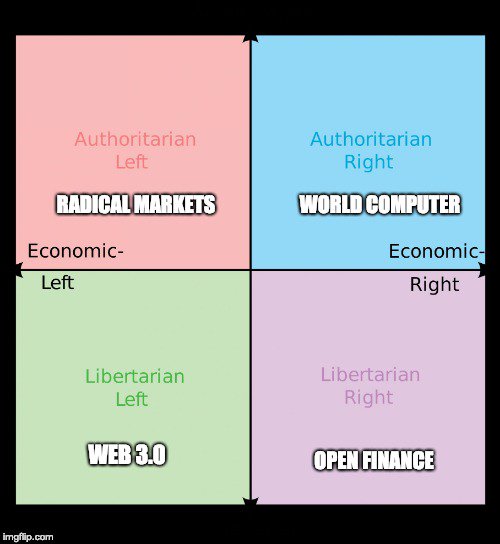 Authoritarian
Left
Authoritarian
Right
RADICAL MARKETS
WORLD COMPUTER
Economic-
Left
Economic-
Right
Libertarian
Left
Libertarian
Right
WEB 3.0
OPEN FINANCE
imgflip.com